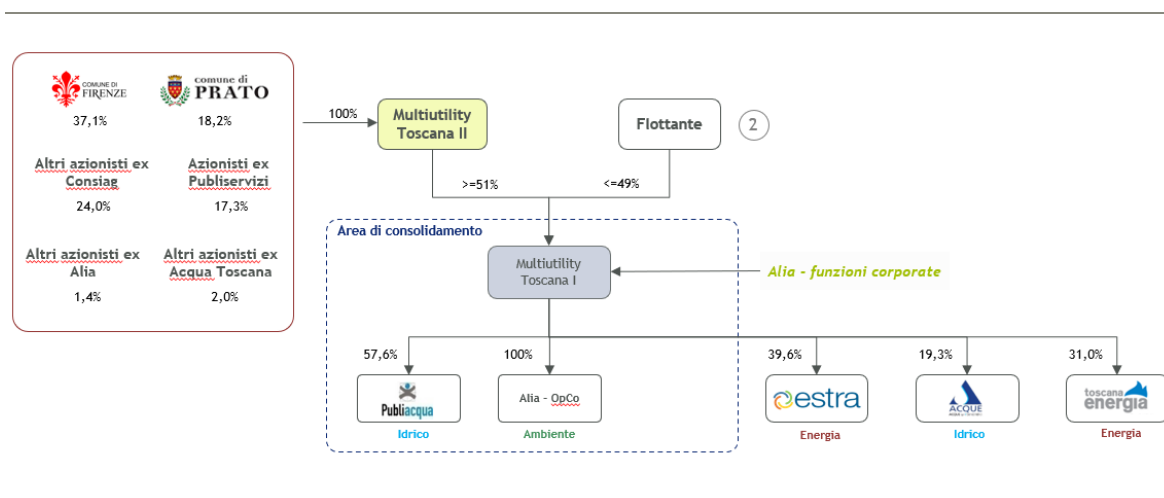 COMUNE DI
FIRENZE
comune di
PRATO
37,1%
18,2%
Altri azionisti ex
Consiag
24,0%
Azionisti ex
Publiservizi
17,3%
Altri azionisti ex
Alia
1,4%
Altri azionisti ex
Acqua Toscana
2,0%
100%
Multiutility
Toscana II
Flottante
2
>=51%
<=49%
Area di consolidamento
Multiutility
Toscana I
Alia - funzioni corporate
57,6%
100%
39,6%
19,3%
31,0%
Publiacqua
Alia - OpCo
estra
ACQUE
toscana
energia
Idrico
Ambiente
Energia
Idrico
Energia